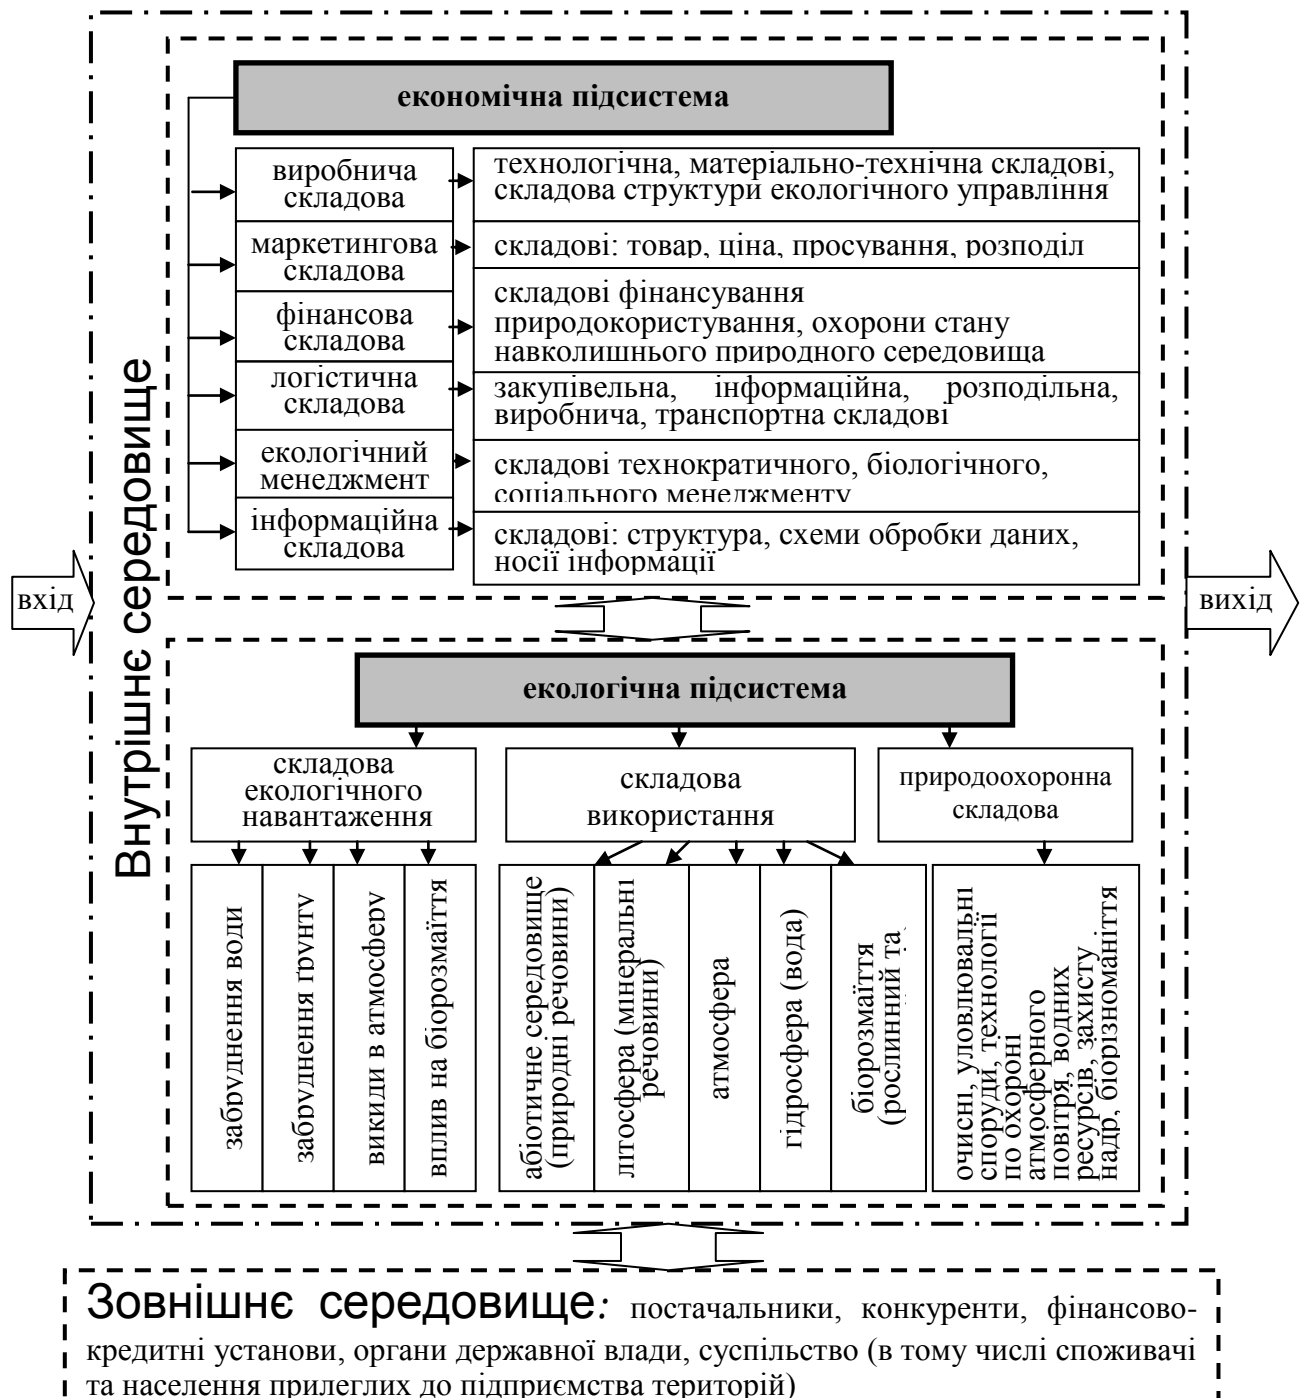 економічна підсистема
виробнича
складова
технологічна, матеріально-технічна складові,
складова структури екологічного управління
маркетингова
складова
складові: товар, ціна, просування, розподіл
фінансова
складова
складові фінансування
природокористування, охорони стану
навколишнього природного середовища
логістична
складова
закупівельна, інформаційна, розподільна,
виробнича, транспортна складові
екологічний
менеджмент
складові технократичного, біологічного,
соціального менеджменту
інформаційна
складова
складові: структура, схеми обробки даних,
носії інформації
Внутрішнє середовище
вхід
вихід
екологічна підсистема
складова
екологічного
навантаження
складова
використання
природоохоронна
складова
забруднення води
забруднення ґрунту
викиди в атмосферу
вплив на біорозмаїття
абіотичне середовище
(природні речовини)
літосфера (мінеральні
речовини)
атмосфера
гідросфера (вода)
біорозмаїття
(рослинний та
очисні, уловлювальні
споруди, технології
по охороні
атмосферного
повітря, водних
ресурсів, захисту
надр, біорізноманіття
Зовнішнє середовище: постачальники, конкуренти, фінансово-
кредитні установи, органи державної влади, суспільство (в тому числі споживачі
та населення прилеглих до підприємства територій)